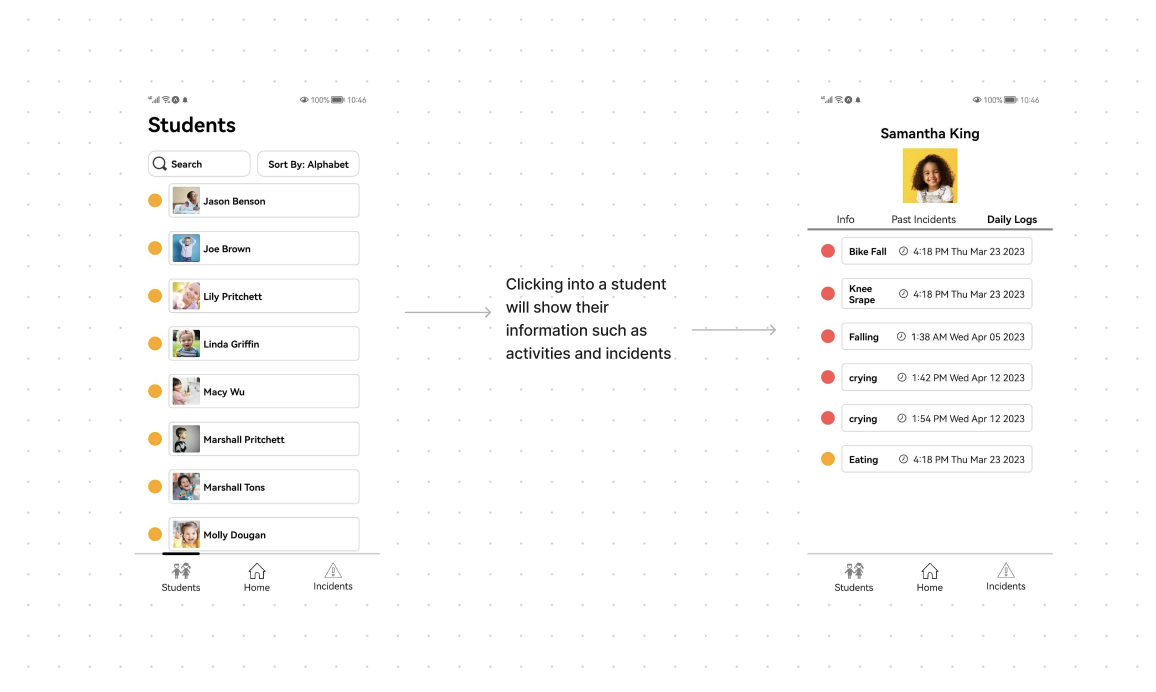 100% 10:46
Students
Search
Sort By: Alphabet
Jason Benson
Joe Brown
Lily Pritchett
Linda Griffin
Macy Wu
Marshall Pritchett
Marshall Tons
Molly Dougan
Students
Home
Incidents
Clicking into a student
will show their
information such as
activities and incidents
100% 10:46
Samantha King
Info
Past Incidents
Daily Logs
Bike Fall 4:18 PM Thu Mar 23 2023
Knee
Srape
4:18 PM Thu Mar 23 2023
Falling 1:38 AM Wed Apr 05 2023
crying 1:42 PM Wed Apr 12 2023
crying 1:54 PM Wed Apr 12 2023
Eating 4:18 PM Thu Mar 23 2023
Students
Home
Incidents